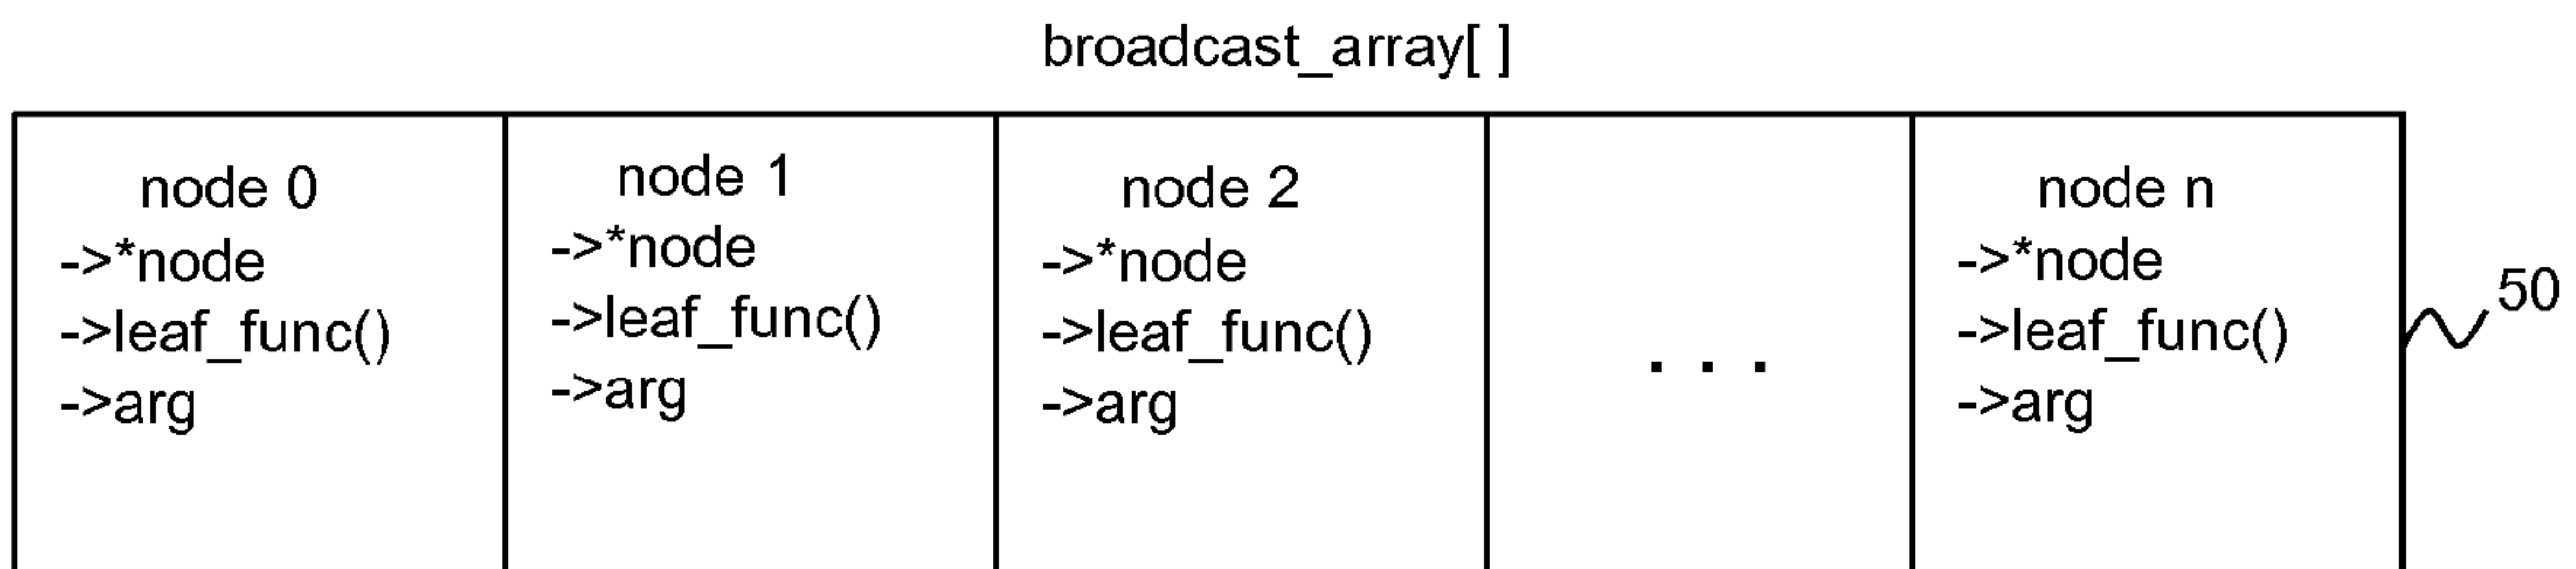 broadcast_array[ ]
node 0
->*node
->leaf_func()
->arg
node 1
->*node
->leaf_func()
->arg
node 2
->*node
->leaf_func()
->arg
. . .
node n
->*node
->leaf_func()
->arg
50